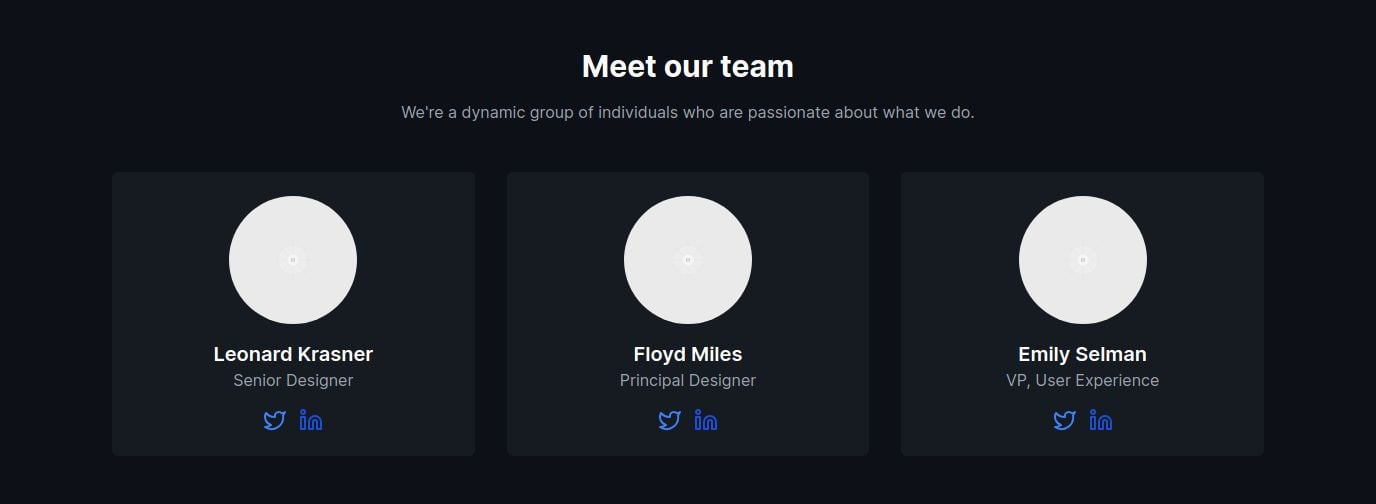 Meet our team
We're a dynamic group of individuals who are passionate about what we do.
Leonard Krasner
Senior Designer
Floyd Miles
Principal Designer
Emily Selman
VP, User Experience